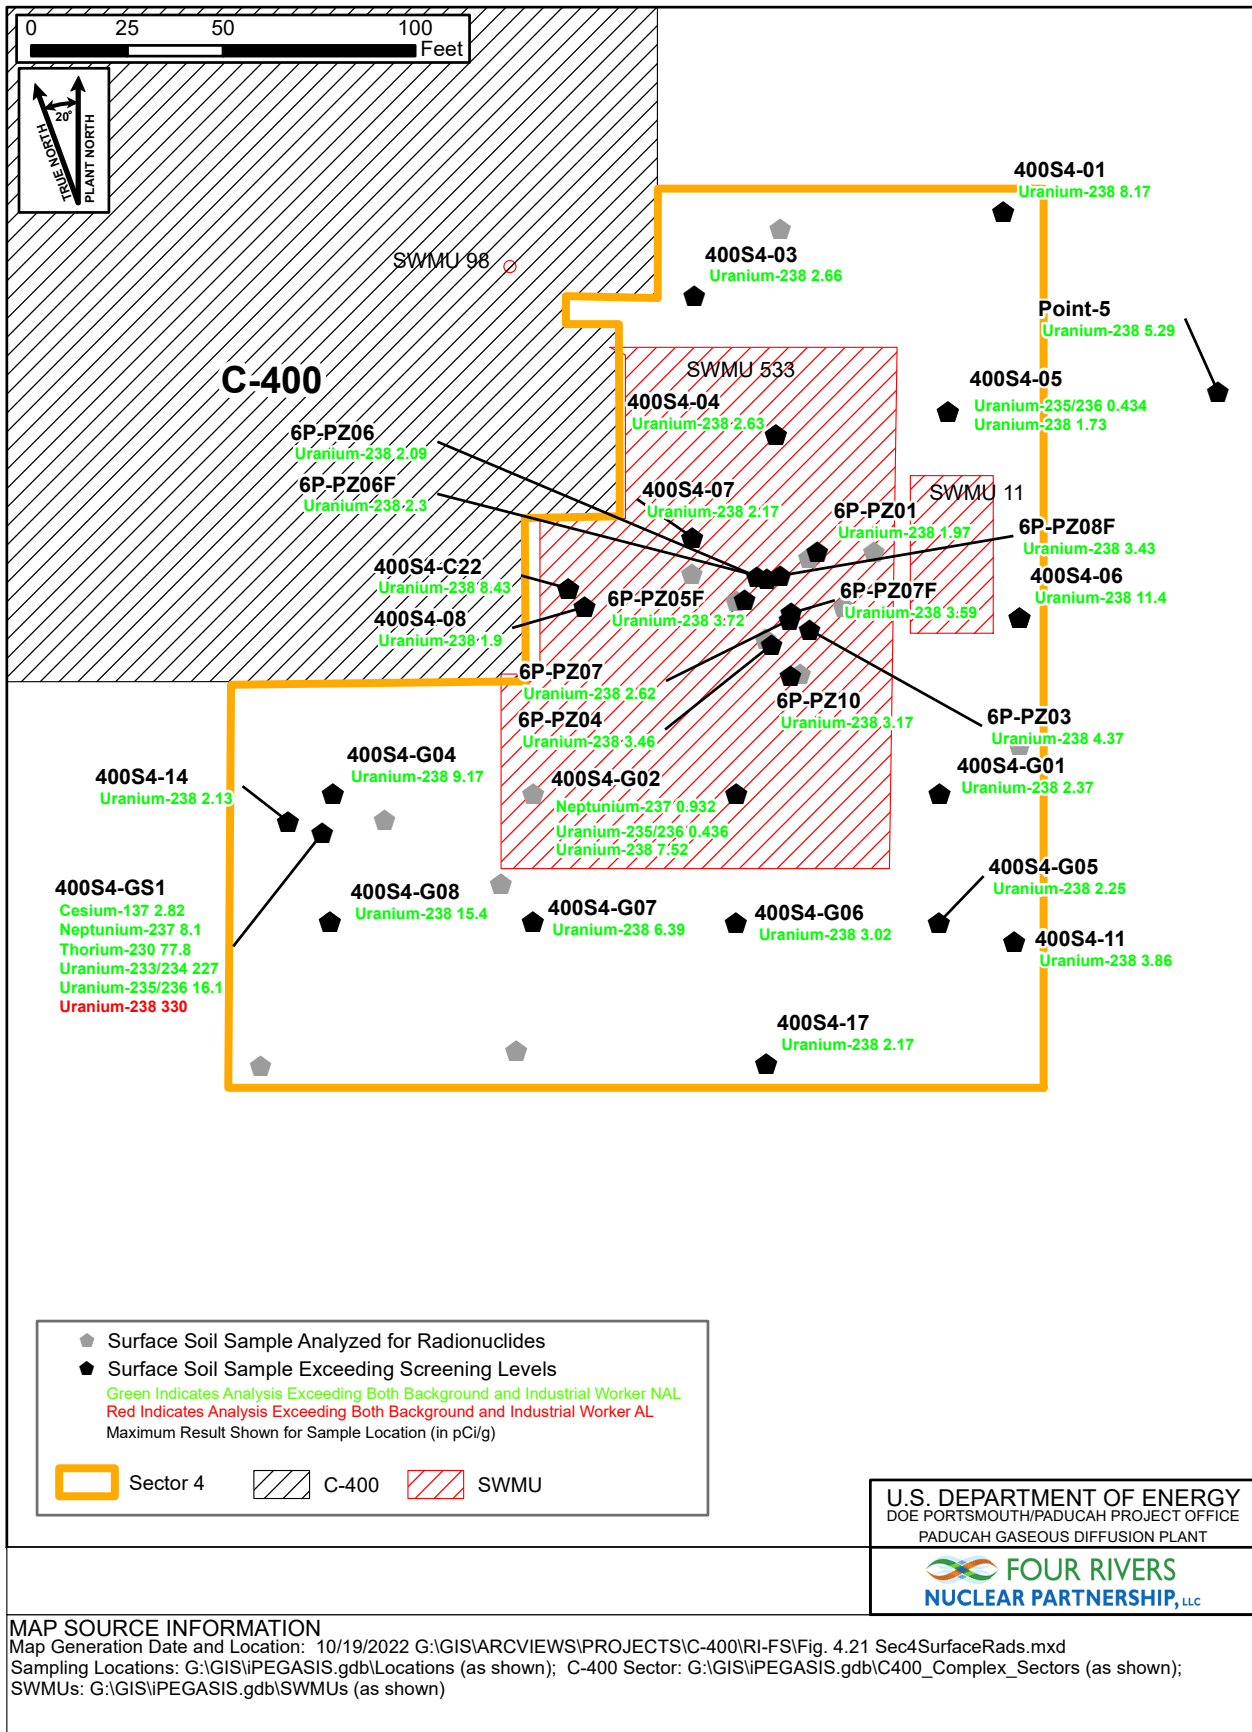 0 25 50 100
Feet
20°
TRUE NORTH
PLANT NORTH
400S4-01
Uranium-238 8.17
SWMU 98
400S4-03
Uranium-238 2.66
Point-5
Uranium-238 5.29
C-400
SWMU 533
400S4-05
Uranium-235/236 0.434
Uranium-238 1.73
400S4-04
Uranium-238 2.63
6P-PZ06
Uranium-238 2.09
6P-PZ06F
Uranium-238 2.3
400S4-07
Uranium-238 2.17
SWMU 11
6P-PZ01
Uranium-238 1.97
6P-PZ08F
Uranium-238 3.43
400S4-C22
Uranium-238 8.43
400S4-06
Uranium-238 11.4
6P-PZ05F
Uranium-238 3.72
6P-PZ07F
Uranium-238 3.59
400S4-08
Uranium-238 1.9
6P-PZ07
Uranium-238 2.62
6P-PZ10
Uranium-238 3.17
6P-PZ04
Uranium-238 3.46
6P-PZ03
Uranium-238 4.37
400S4-G04
Uranium-238 9.17
400S4-14
Uranium-238 2.13
400S4-G02
Neptunium-237 0.932
Uranium-235/236 0.436
Uranium-238 7.52
400S4-G01
Uranium-238 2.37
400S4-GS1
Cesium-137 2.82
Neptunium-237 8.1
Thorium-230 77.8
Uranium-233/234 227
Uranium-235/236 16.1
Uranium-238 330
400S4-G08
Uranium-238 15.4
400S4-G07
Uranium-238 6.39
400S4-G06
Uranium-238 3.02
400S4-G05
Uranium-238 2.25
400S4-11
Uranium-238 3.86
400S4-17
Uranium-238 2.17
Surface Soil Sample Analyzed for Radionuclides
Surface Soil Sample Exceeding Screening Levels
Green Indicates Analysis Exceeding Both Background and Industrial Worker NAL
Red Indicates Analysis Exceeding Both Background and Industrial Worker AL
Maximum Result Shown for Sample Location (in pCi/g)
Sector 4 C-400 SWMU
U.S. DEPARTMENT OF ENERGY
DOE PORTSMOUTH/PADUCAH PROJECT OFFICE
PADUCAH GASEOUS DIFFUSION PLANT
FOUR RIVERS
NUCLEAR PARTNERSHIP, LLC
MAP SOURCE INFORMATION
Map Generation Date and Location: 10/19/2022 G:\GIS\ARCVIEWS\PROJECTS\C-400\RI-FS\Fig. 4.21 Sec4SurfaceRads.mxd
Sampling Locations: G:\GIS\iPEGASIS.gdb\Locations (as shown); C-400 Sector: G:\GIS\iPEGASIS.gdb\C400_Complex_Sectors (as shown);
SWMUs: G:\GIS\iPEGASIS.gdb\SWMUs (as shown)